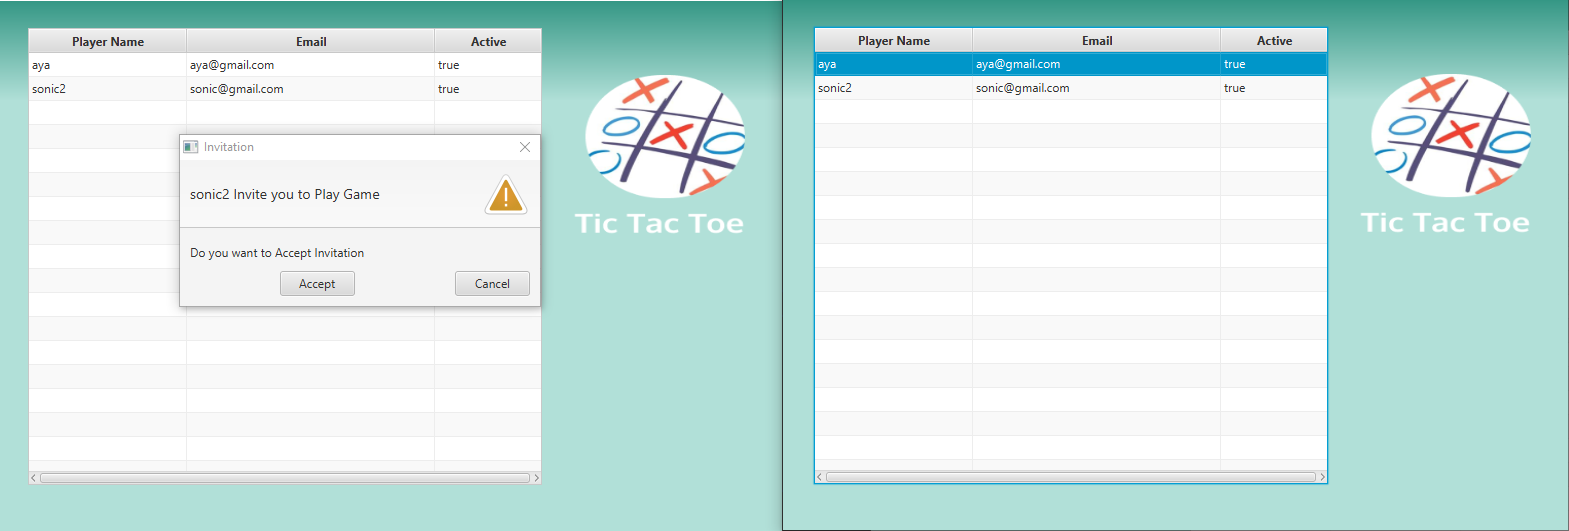 Player Name Email Active
aya aya@gmail.com true
sonic2 sonic@gmail.com true
Invitation
sonic2 Invite you to Play Game
Do you want to Accept Invitation
Accept Cancel
Tic Tac Toe
Player Name Email Active
aya aya@gmail.com true
sonic2 sonic@gmail.com true
Tic Tac Toe